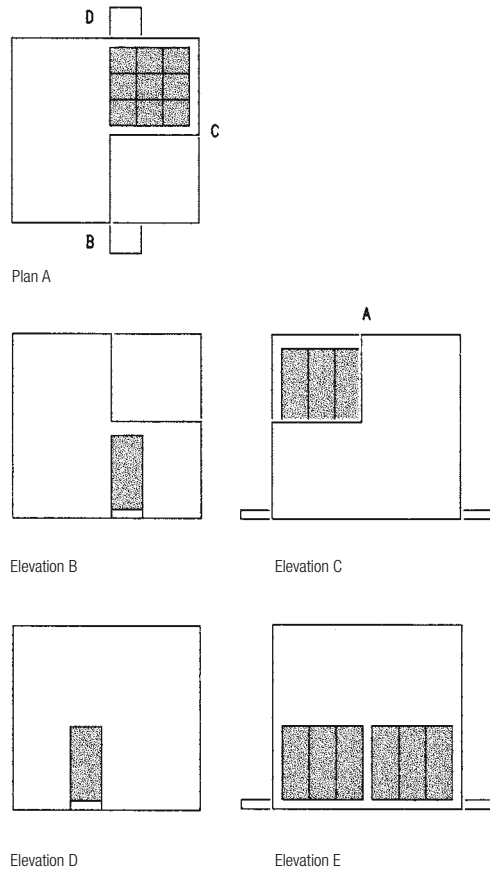 D
C
B
Plan A
A
Elevation B
Elevation C
Elevation D
Elevation E